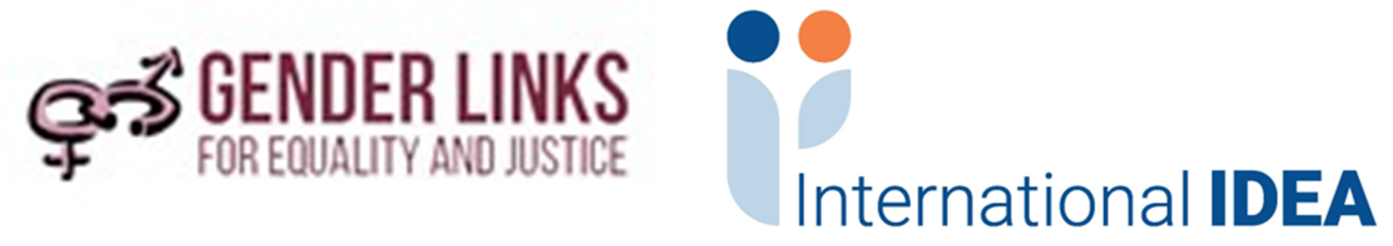 GENDER LINKS
FOR EQUALITY AND JUSTICE
International IDEA